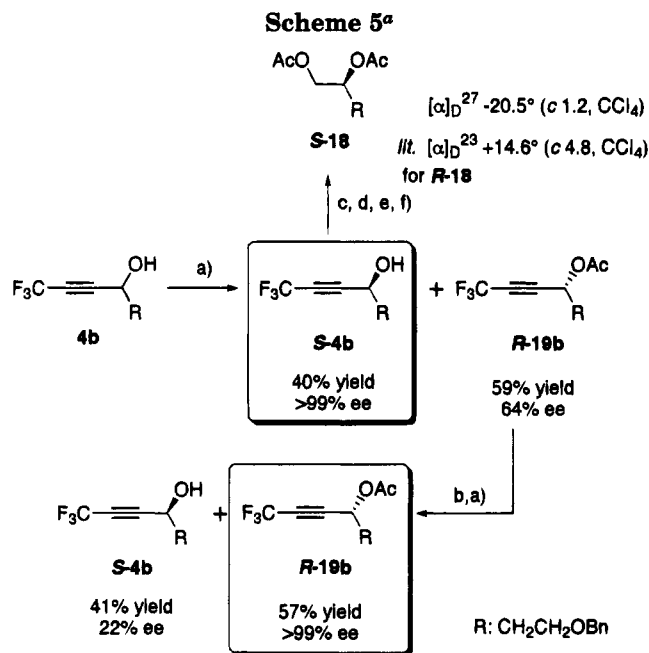 Scheme 5ᵃ
AcO OAc
R
S-18
[α]D²⁷ -20.5° (c 1.2, CCl₄)
lit. [α]D²³ +14.6° (c 4.8, CCl₄)
for R-18
c, d, e, f)
F₃C OH
R
4b
a)
F₃C OH
R
S-4b
40% yield
>99% ee
+
F₃C OAc
R
R-19b
59% yield
64% ee
b,a)
F₃C OH
R
S-4b
41% yield
22% ee
+
F₃C OAc
R
R-19b
57% yield
>99% ee
R: CH₂CH₂OBn